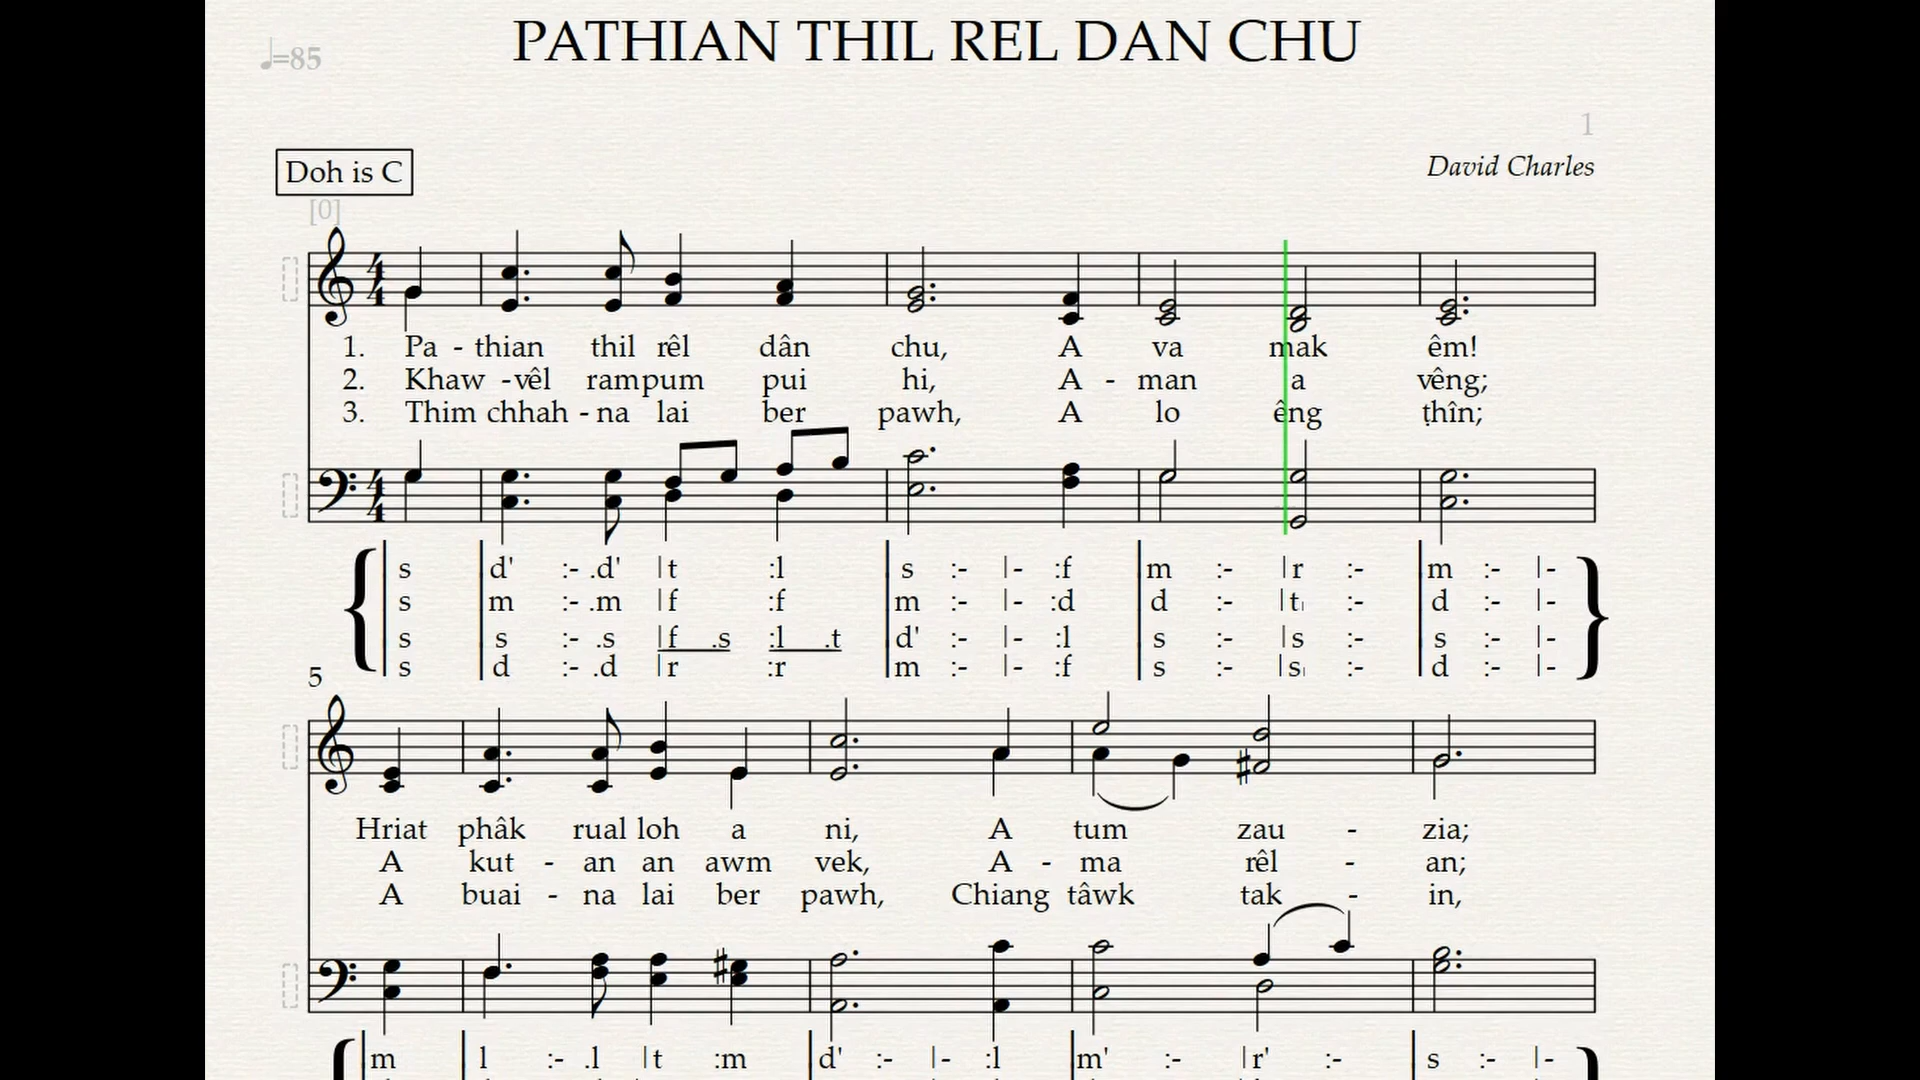 PATHIAN THIL REL DAN CHU
♩=85
1
Doh is C
David Charles
[0]
1. Pa - thian thil rêl dân chu, A va mak êm!
2. Khaw - vêl ram pum pui hi, A - man a vêng;
3. Thim chhah - na lai ber pawh, A lo êng ṭhîn;
s d' :- .d' |t :l s :- |- :f m :- |r :- m :- |-
s m :- .m |f :f m :- |- :d d :- |t, :- d :- |-
s s :- .s |f .s :l .t d' :- |- :l s :- |s :- s :- |-
s d :- .d |r :r m :- |- :f s :- |s, :- d :- |-
5
Hriat phâk rual loh a ni, A tum zau - zia;
A kut - an an awm vek, A - ma rêl - an;
A buai - na lai ber pawh, Chiang tâwk tak - in,
m l :- .l |t :m d' :- |- :l m' :- |r' :- s :- |-